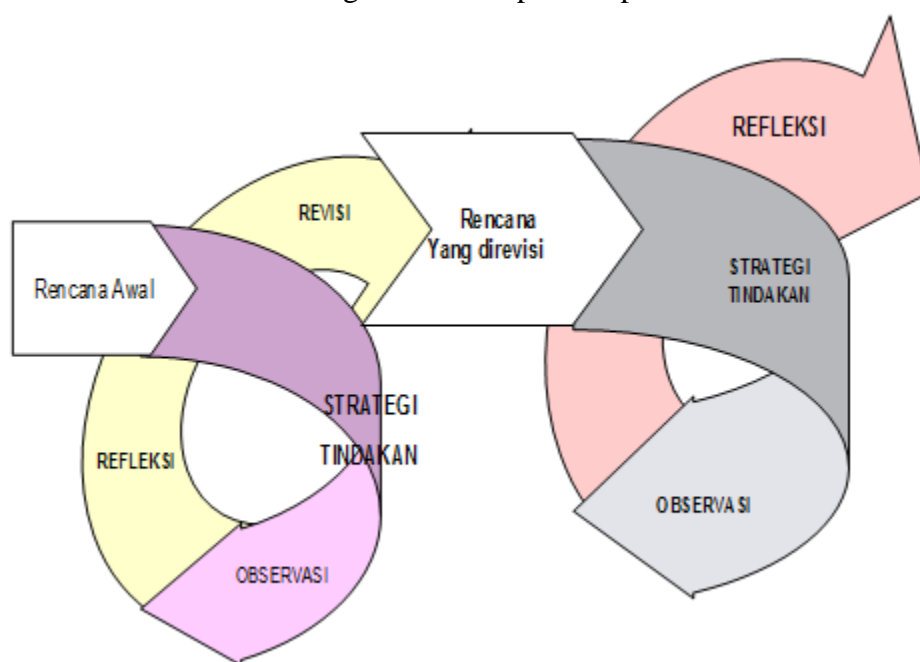 Rencana Awal
STRATEGI
TINDAKAN
OBSERVASI
REFLEKSI
REVISI
Rencana
Yang direvisi
STRATEGI
TINDAKAN
OBSERVASI
REFLEKSI